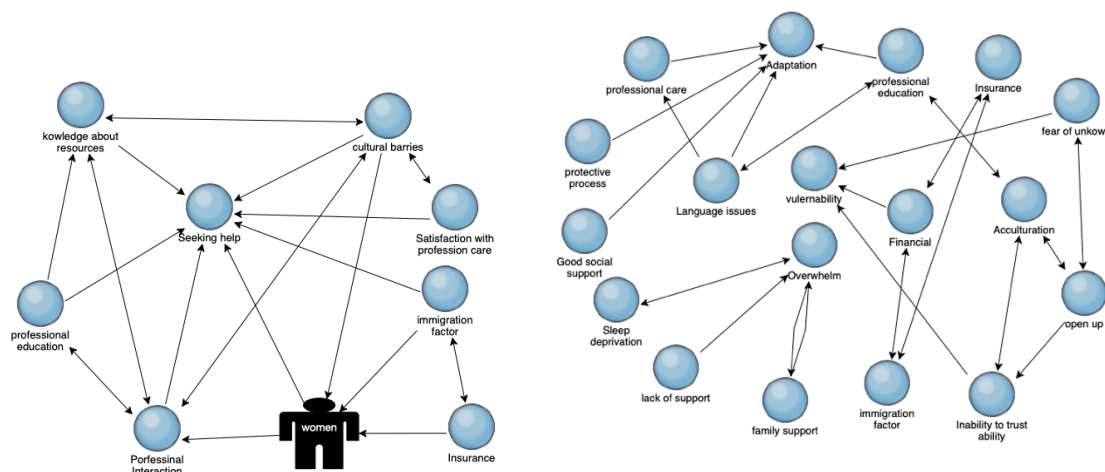 kowledge about
resources
cultural barries
Seeking help
Satisfaction with
profession care
professional
education
immigration
factor
women
Porfessinal
Interaction
Insurance
professional care
Adaptation
professional
education
Insurance
fear of unkow
protective
process
Language issues
vulernability
Financial
Acculturation
Good social
support
Overwhelm
Sleep
deprivation
open up
lack of support
family support
immigration
factor
Inability to trust
ability